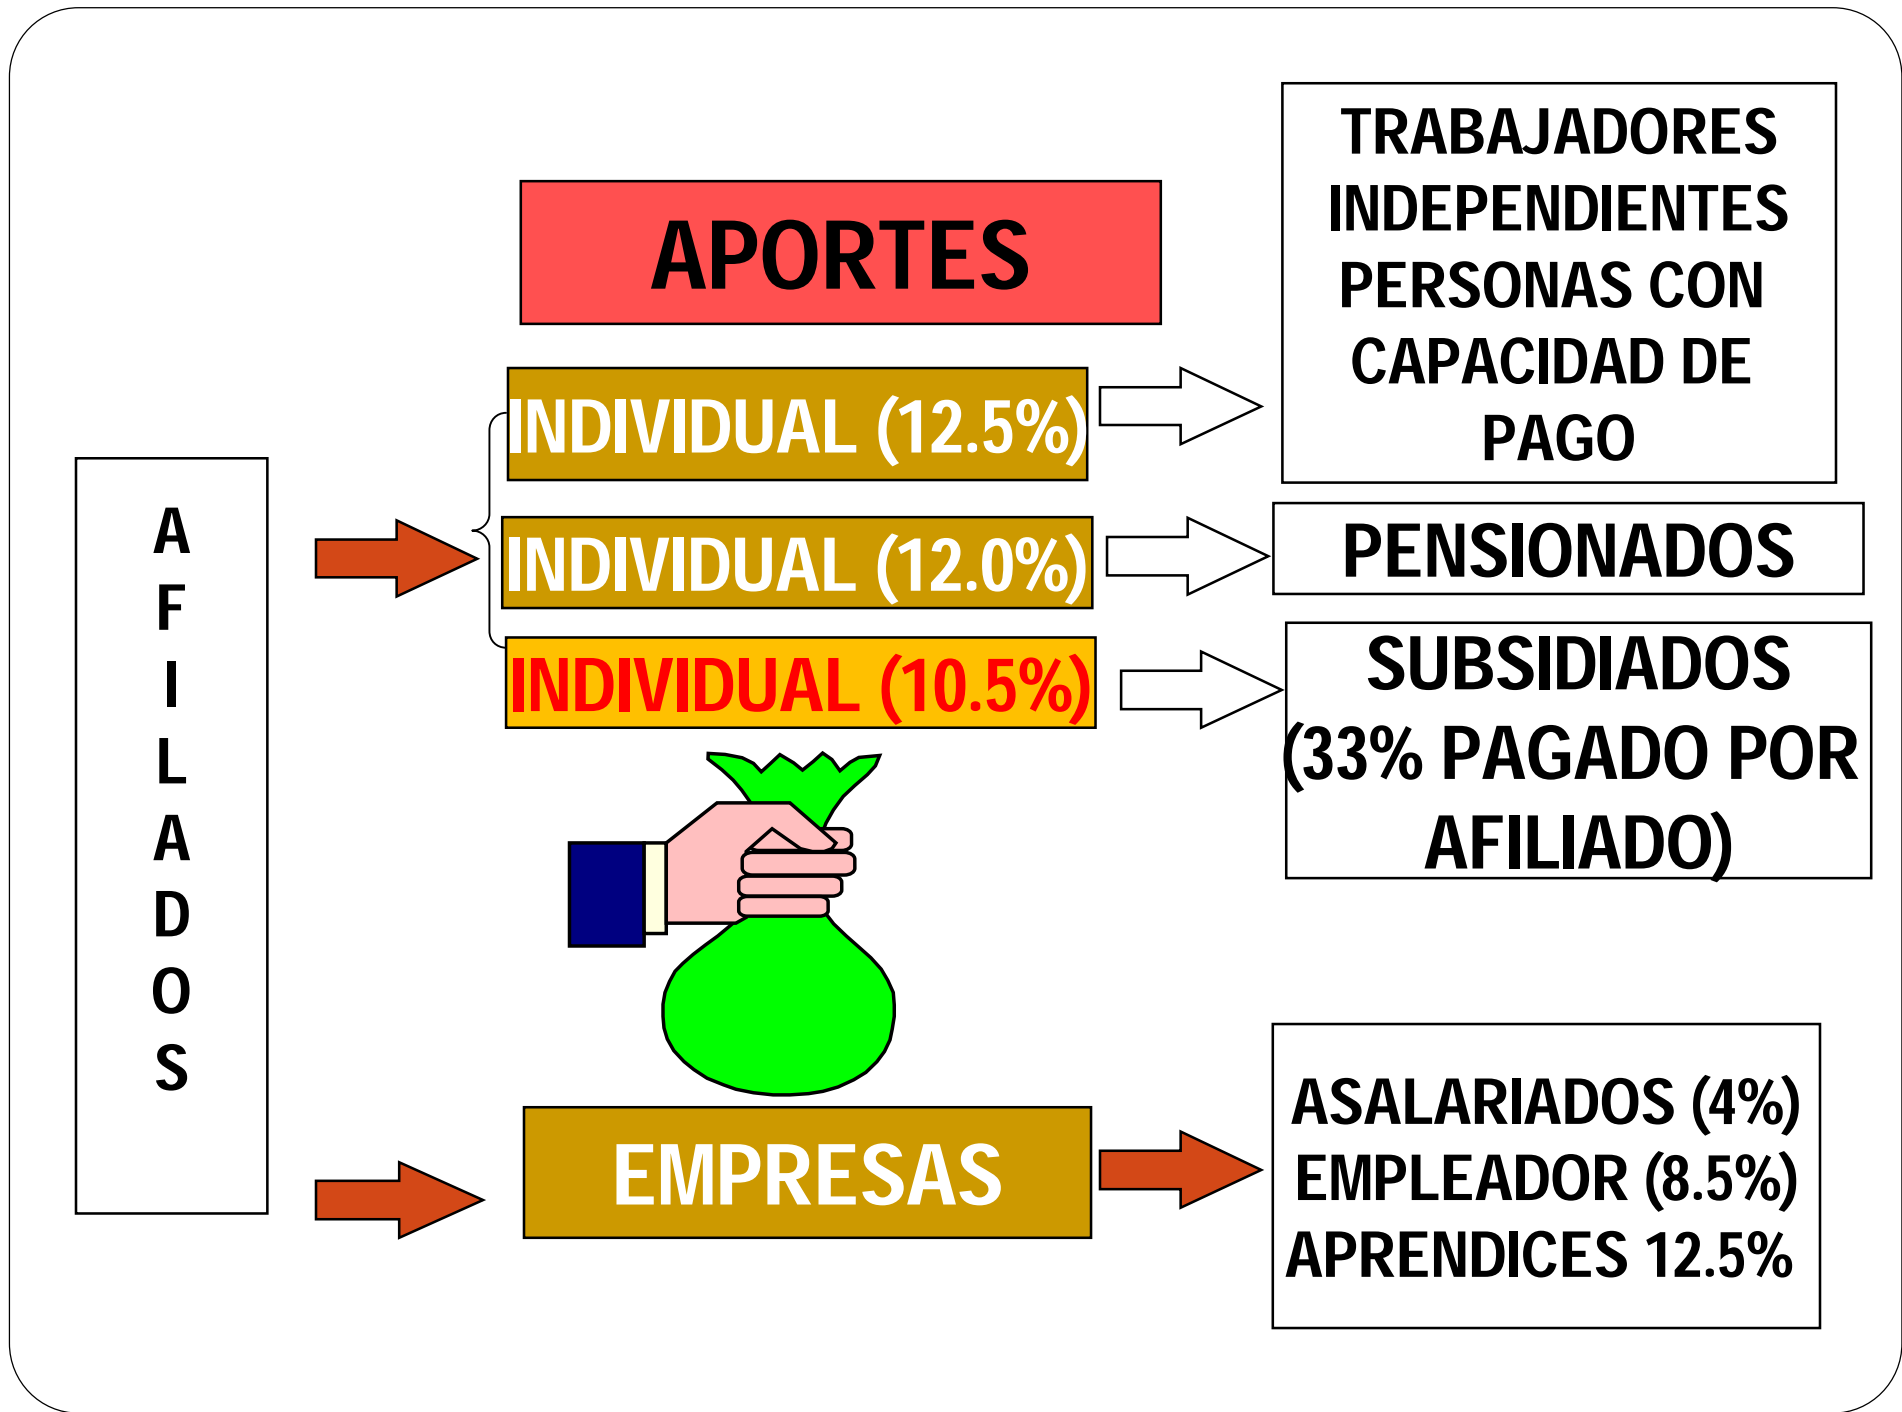 APORTES
TRABAJADORES
INDEPENDIENTES
PERSONAS CON
CAPACIDAD DE
PAGO
INDIVIDUAL (12.5%)
INDIVIDUAL (12.0%)
PENSIONADOS
INDIVIDUAL (10.5%)
SUBSIDIADOS
(33% PAGADO POR
AFILIADO)
A
F
I
L
A
D
O
S
EMPRESAS
ASALARIADOS (4%)
EMPLEADOR (8.5%)
APRENDICES 12.5%